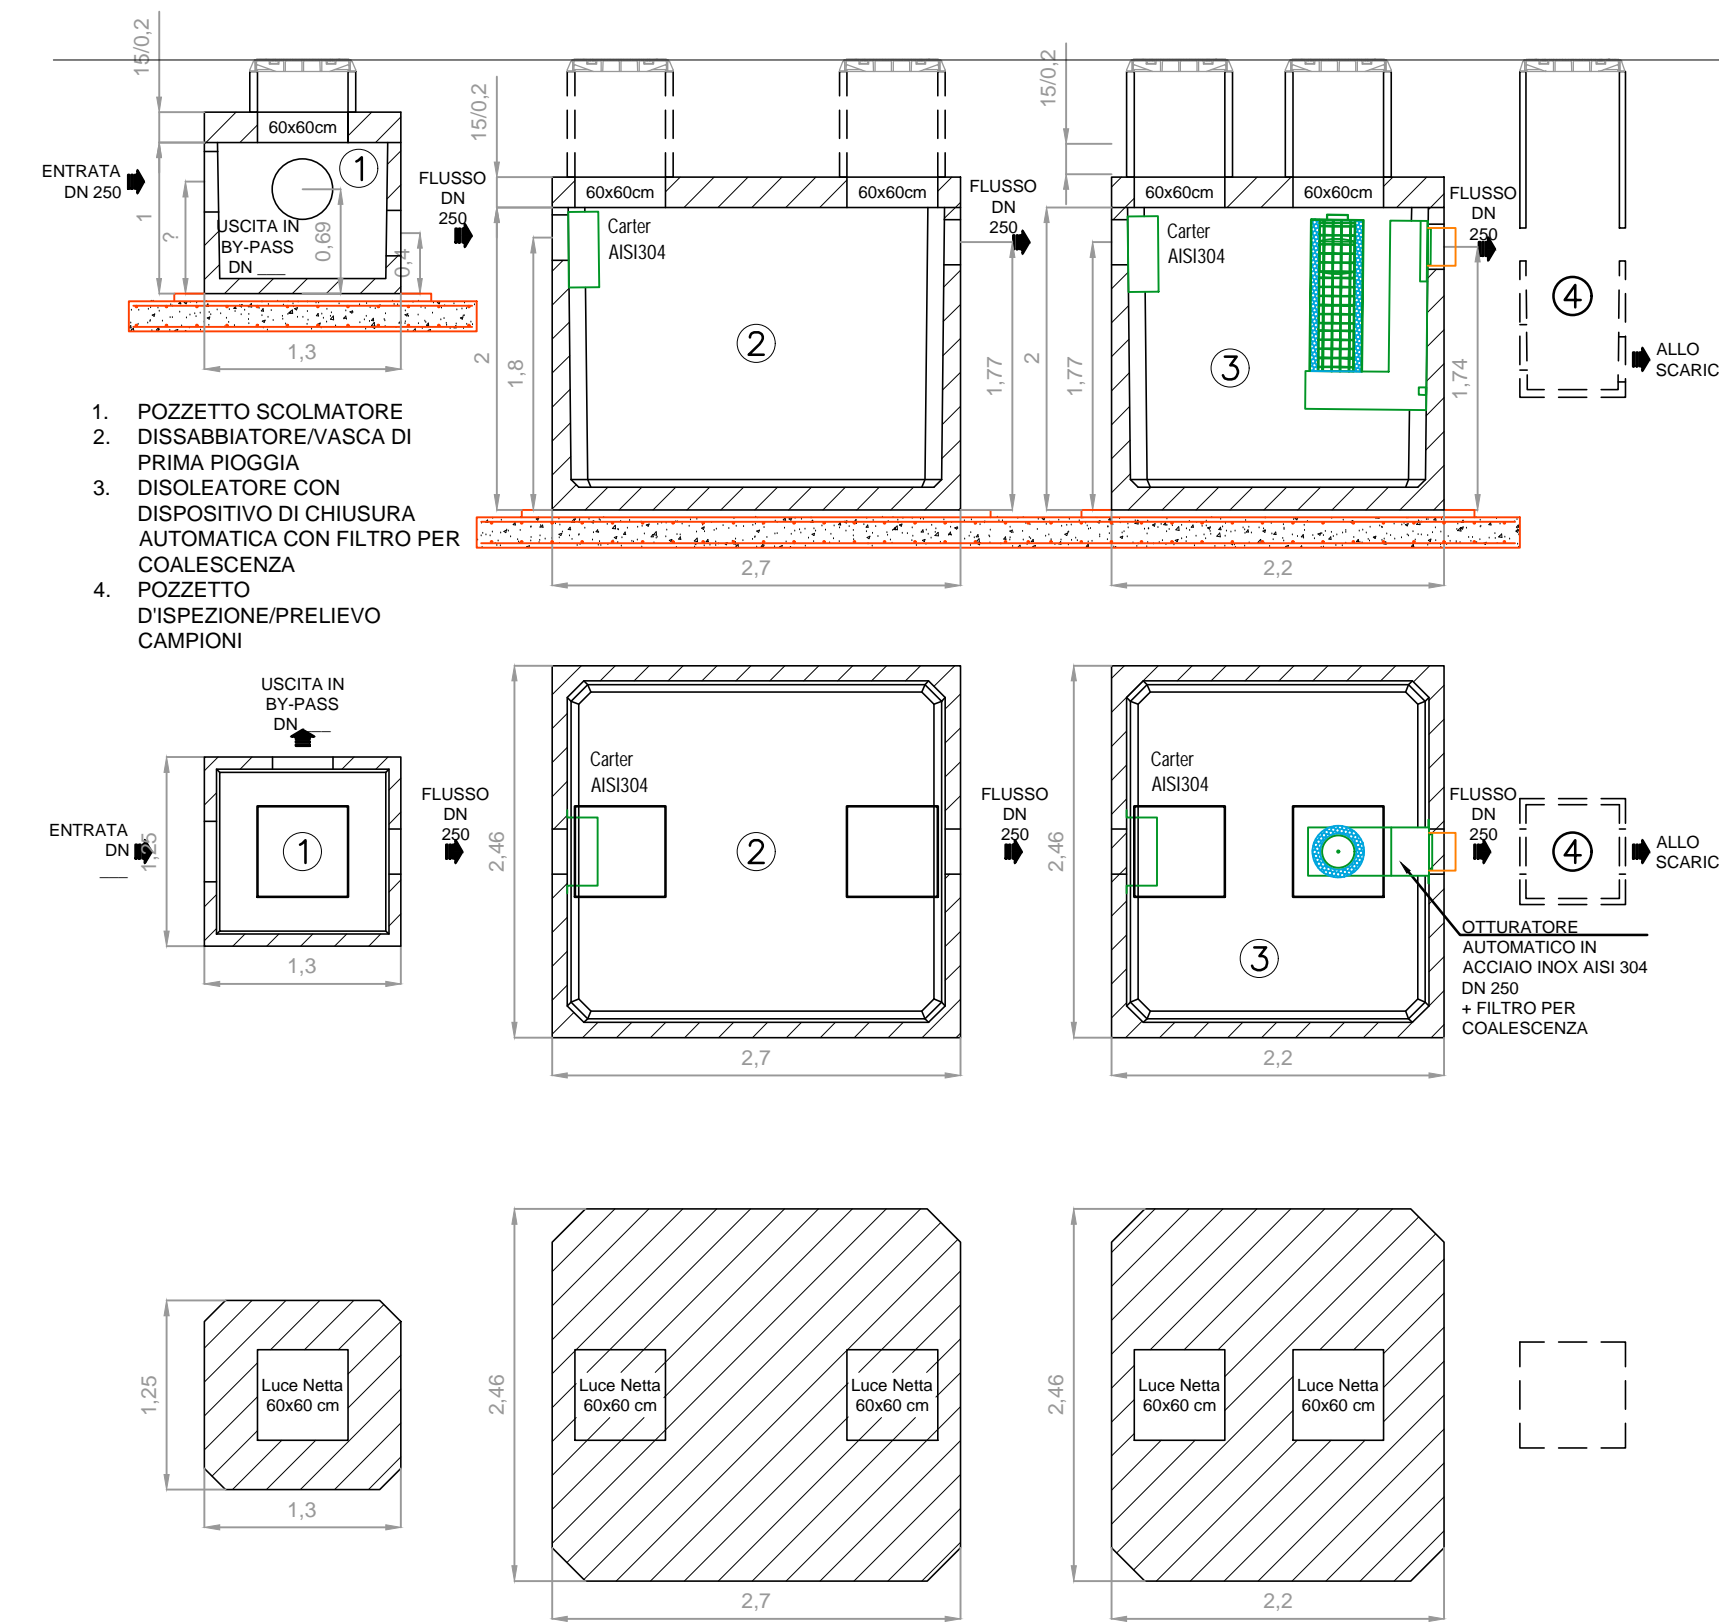 15/0,2
60x60cm
1
ENTRATA
DN 250
FLUSSO
DN
250
1
?
USCITA IN
BY-PASS
DN ___
0,69
0,4
1,3
15/0,2
60x60cm
60x60cm
Carter
AISI304
2
2
1,8
1,77
FLUSSO
DN
250
2,7
15/0,2
60x60cm
60x60cm
Carter
AISI304
3
2
1,77
1,74
FLUSSO
DN
250
2,2
4
ALLO
SCARIC
1. POZZETTO SCOLMATORE
2. DISSABBIATORE/VASCA DI
PRIMA PIOGGIA
3. DISOLEATORE CON
DISPOSITIVO DI CHIUSURA
AUTOMATICA CON FILTRO PER
COALESCENZA
4. POZZETTO
D'ISPEZIONE/PRELIEVO
CAMPIONI
USCITA IN
BY-PASS
DN ___
ENTRATA
DN
___
1,25
1
1,3
FLUSSO
DN
250
2,46
Carter
AISI304
2
2,7
FLUSSO
DN
250
2,46
Carter
AISI304
3
2,2
FLUSSO
DN
250
4
ALLO
SCARIC
OTTURATORE
AUTOMATICO IN
ACCIAIO INOX AISI 304
DN 250
+ FILTRO PER
COALESCENZA
1,25
Luce Netta
60x60 cm
1,3
2,46
Luce Netta
60x60 cm
Luce Netta
60x60 cm
2,7
2,46
Luce Netta
60x60 cm
Luce Netta
60x60 cm
2,2